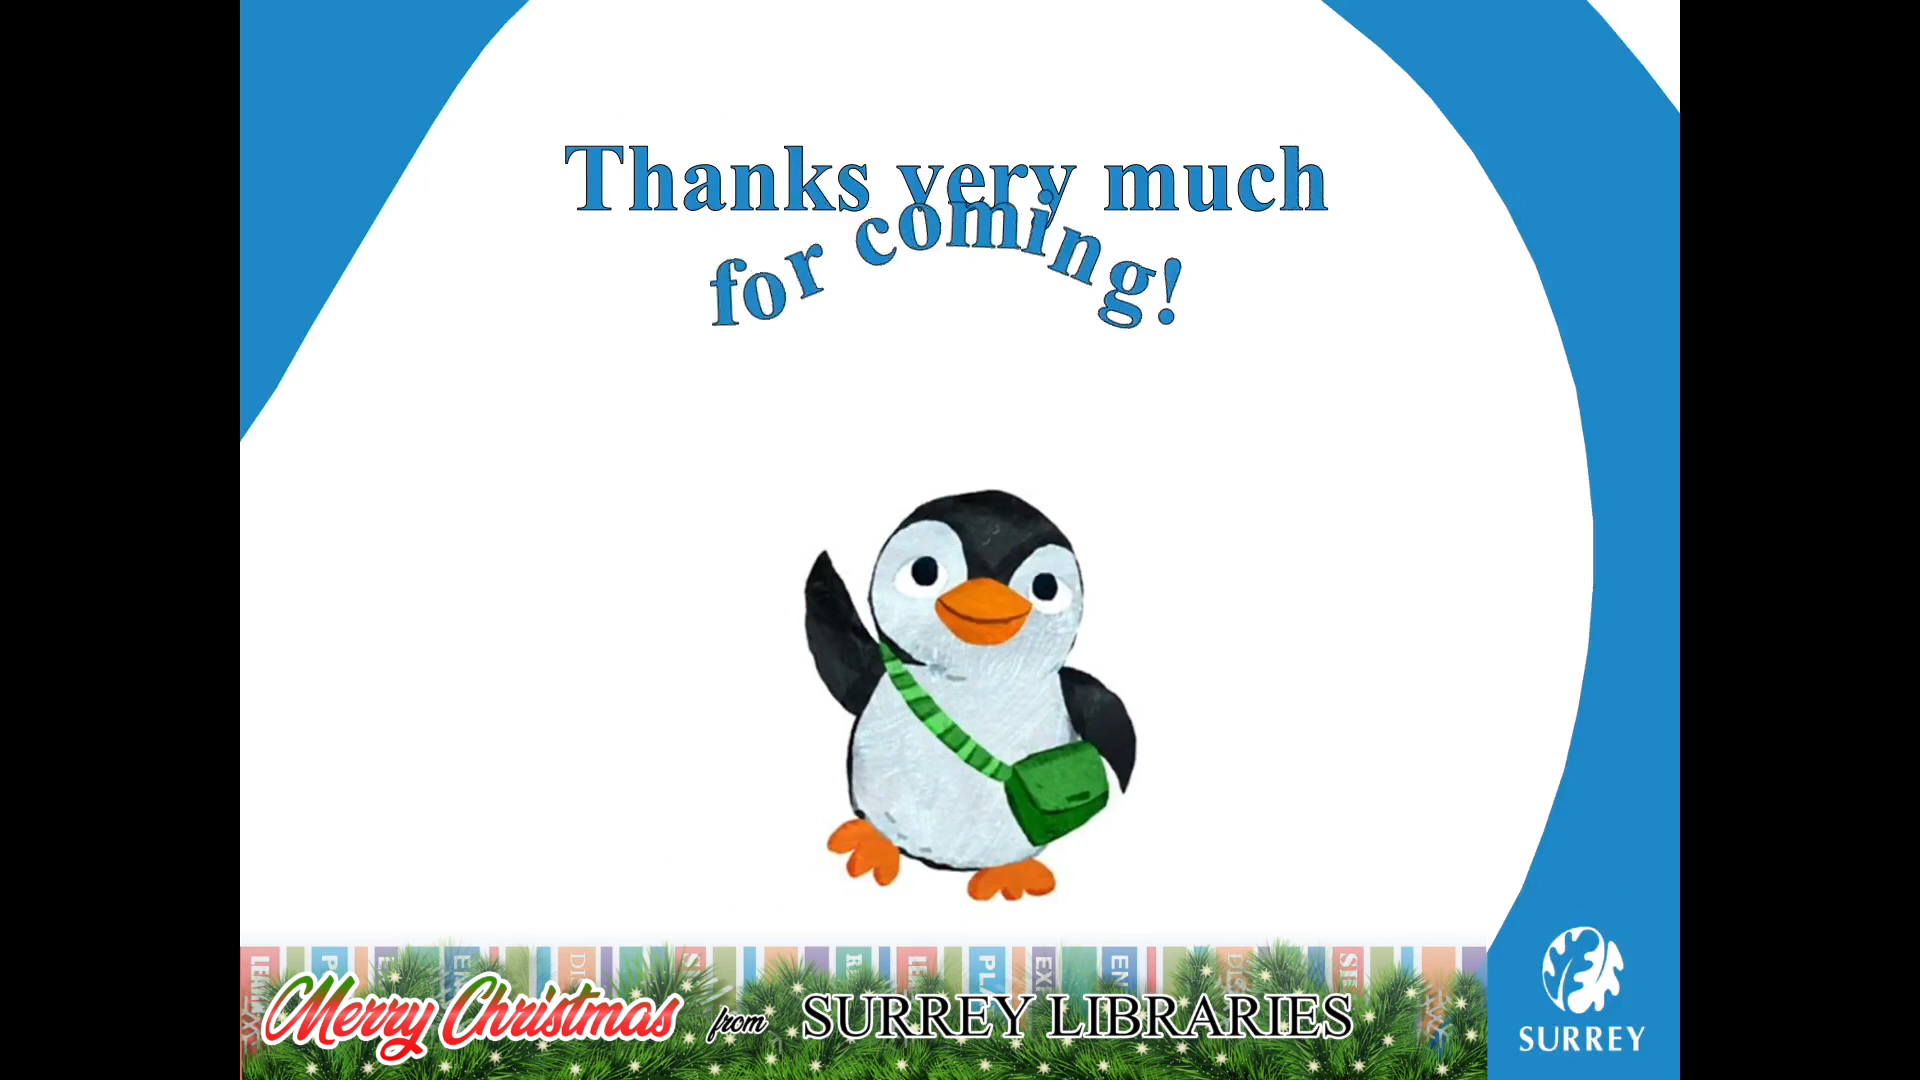 Thanks very much
for coming!
Merry Christmas from SURREY LIBRARIES
SURREY